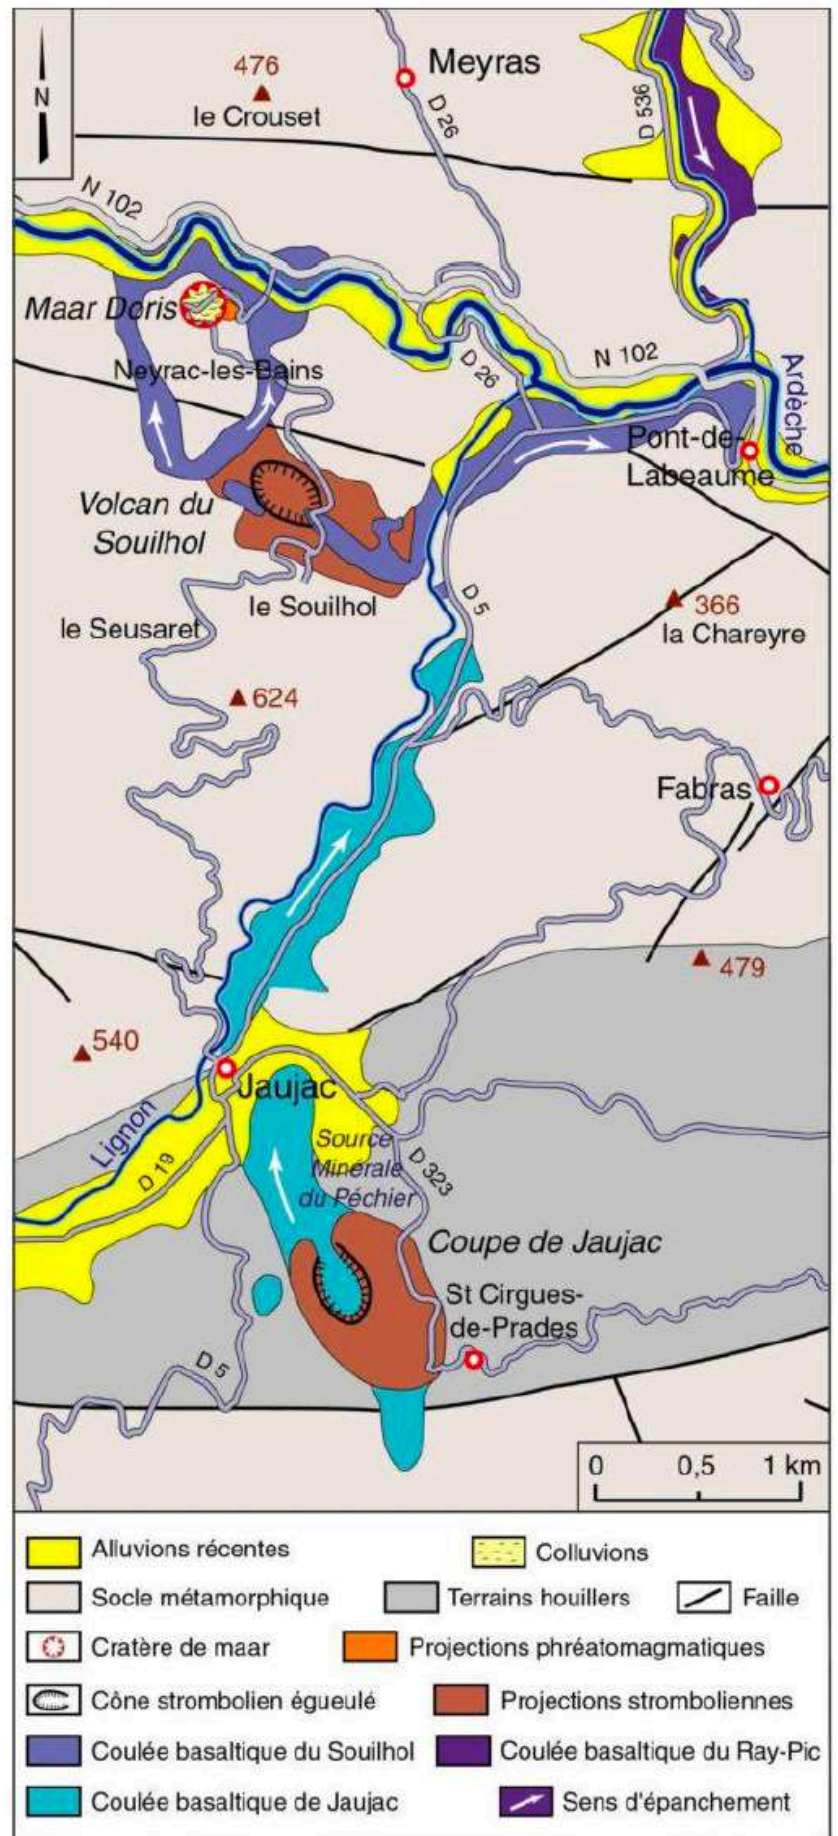 N
476
le Crouset
Meyras
D 26
D 536
N 102
Maar Doris
Neyrac-les-Bains
D 26
N 102
Ardèche
Pont-de-
Labeaume
Volcan du
Souilhol
le Souilhol
D 5
le Seusaret
366
la Chareyre
624
Fabras
479
540
Jaujac
Lignon
D 19
Source
Minérale
du Péchier
D 323
Coupe de Jaujac
St Cirgues-
de-Prades
D 5
0 0,5 1 km
Alluvions récentes
Colluvions
Socle métamorphique
Terrains houillers
Faille
Cratère de maar
Projections phréatomagmatiques
Cône strombolien égueulé
Projections stromboliennes
Coulée basaltique du Souilhol
Coulée basaltique du Ray-Pic
Coulée basaltique de Jaujac
Sens d'épanchement